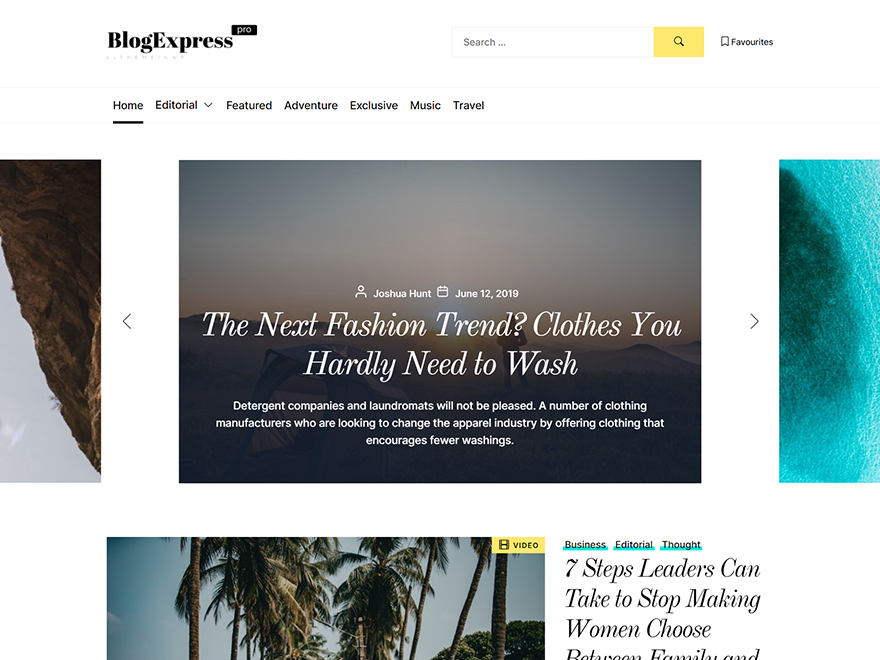 BlogExpress pro
Search ...
Favourites
Home Editorial Featured Adventure Exclusive Music Travel
Joshua Hunt June 12, 2019
The Next Fashion Trend? Clothes You
Hardly Need to Wash
Detergent companies and laundromats will not be pleased. A number of clothing
manufacturers who are looking to change the apparel industry by offering clothing that
encourages fewer washings.
VIDEO
Business Editorial Thought
7 Steps Leaders Can
Take to Stop Making
Women Choose
Between Family and